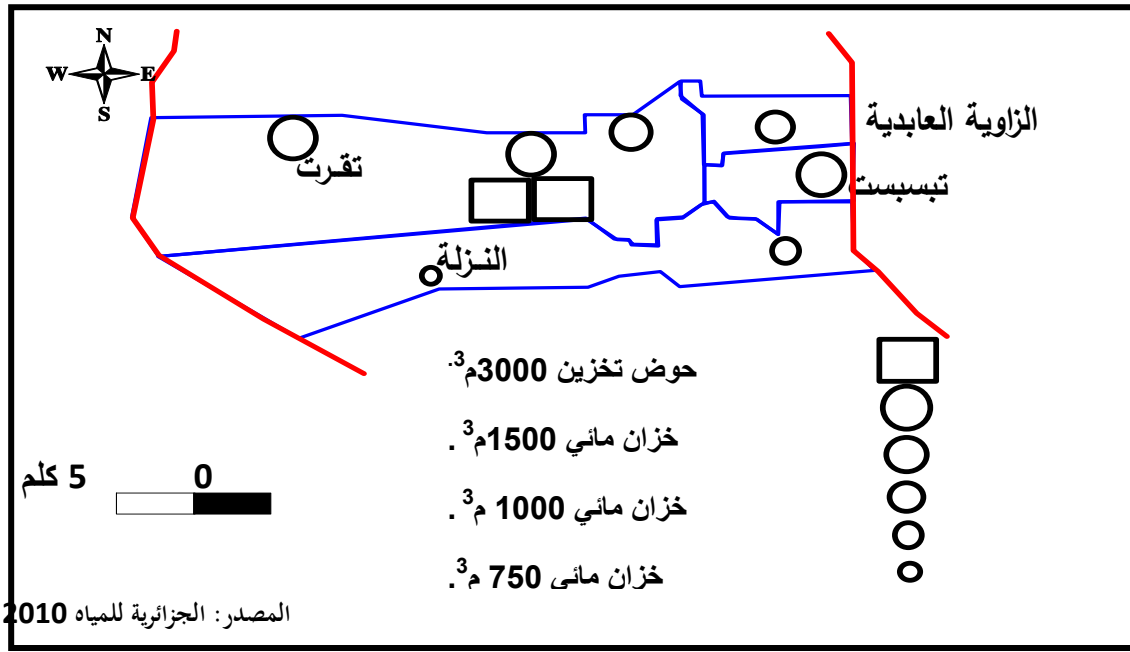 N
W E
S
الزاوية العابدية
تقرت
تبسبست
النـزلة
حوض تخزين 3000م³.
خزان مائي 1500م³ .
خزان مائي 1000 م³ .
خزان مائي 750 م³.
0 5 كلم
المصدر: الجزائرية للمياه 2010